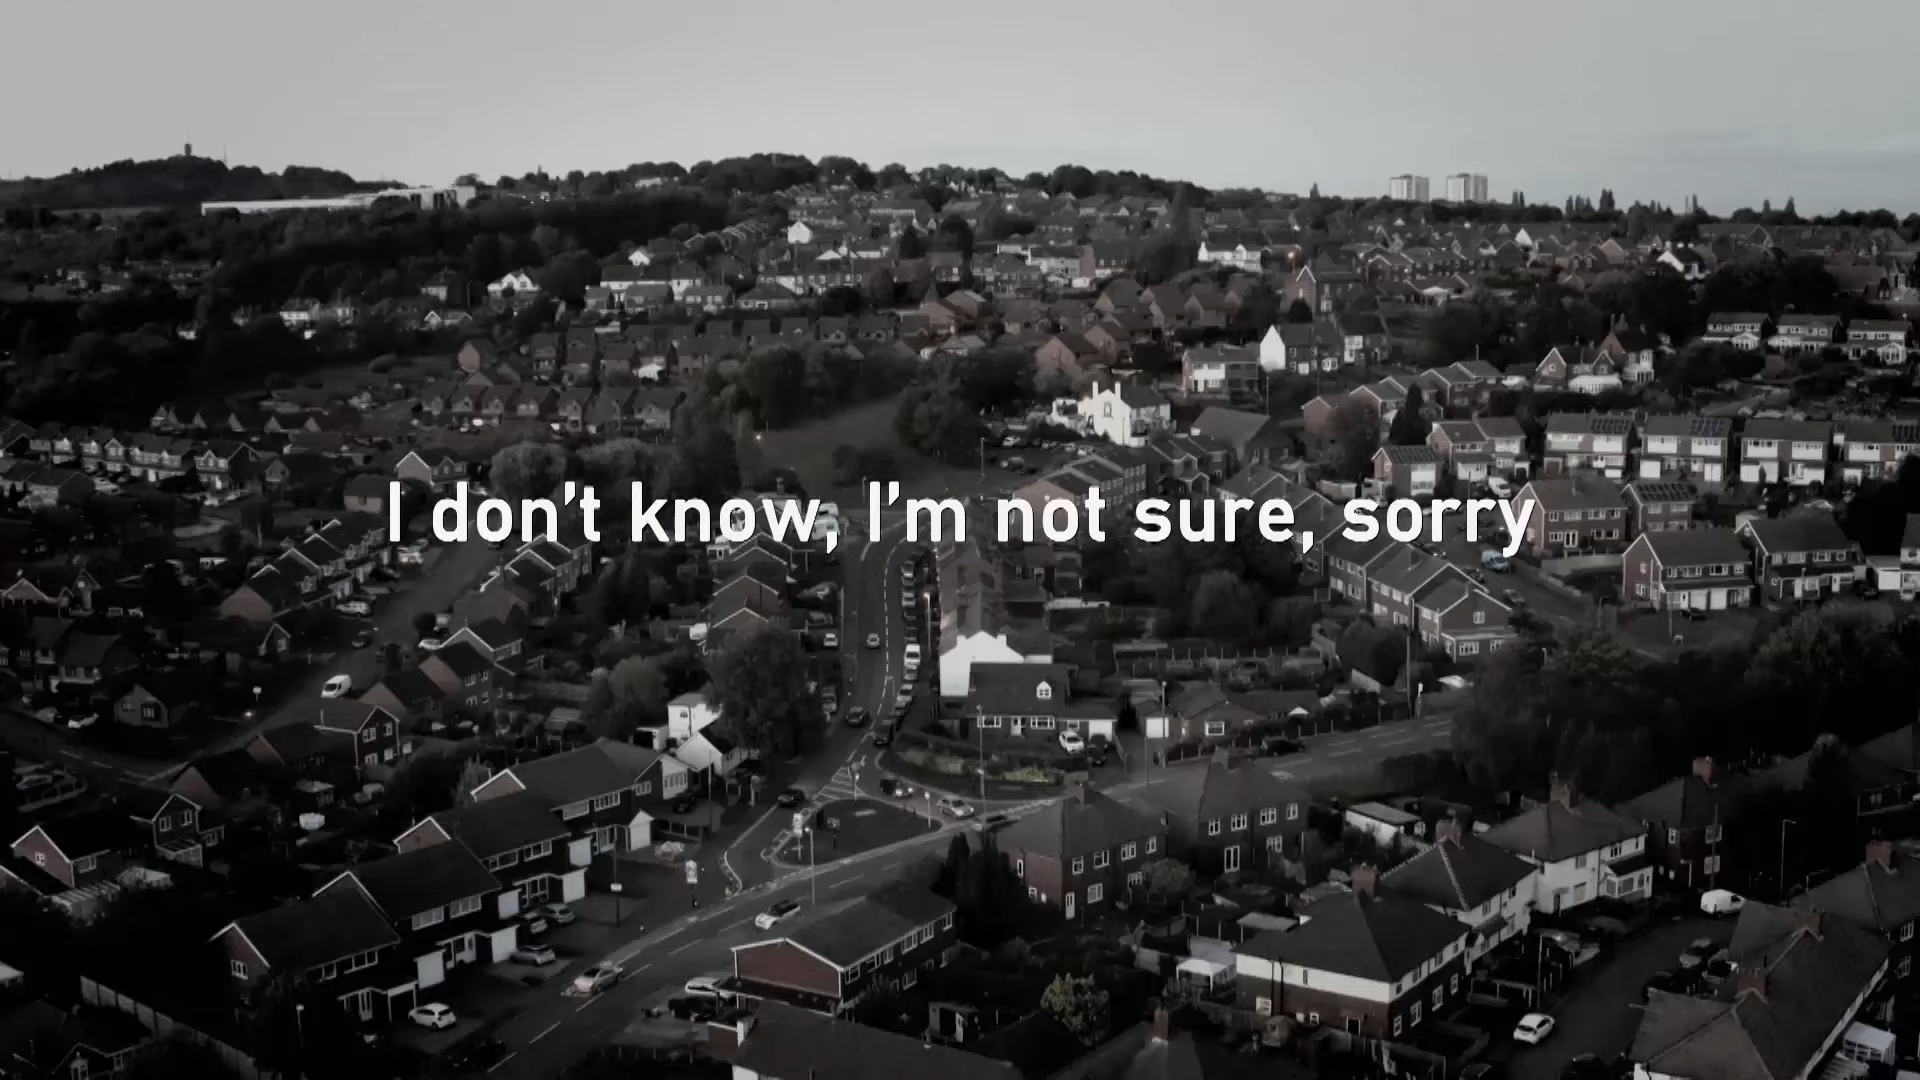 I don’t know, I’m not sure, sorry